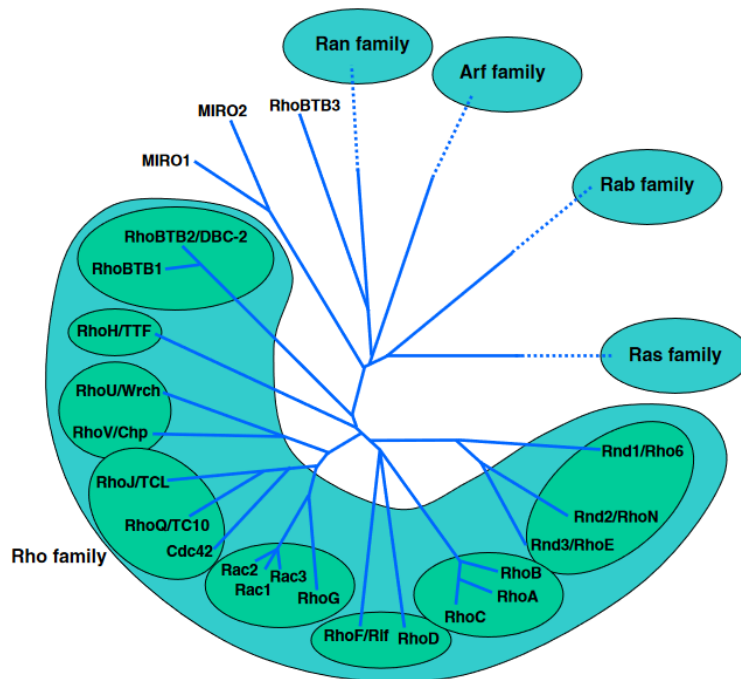 Ran family
Arf family
MIRO2
RhoBTB3
MIRO1
Rab family
RhoBTB2/DBC-2
RhoBTB1
RhoH/TTF
Ras family
RhoU/Wrch
RhoV/Chp
Rnd1/Rho6
RhoJ/TCL
RhoQ/TC10
Rnd2/RhoN
Cdc42
Rnd3/RhoE
Rho family
Rac2
Rac3
Rac1
RhoG
RhoB
RhoA
RhoC
RhoF/RIf
RhoD